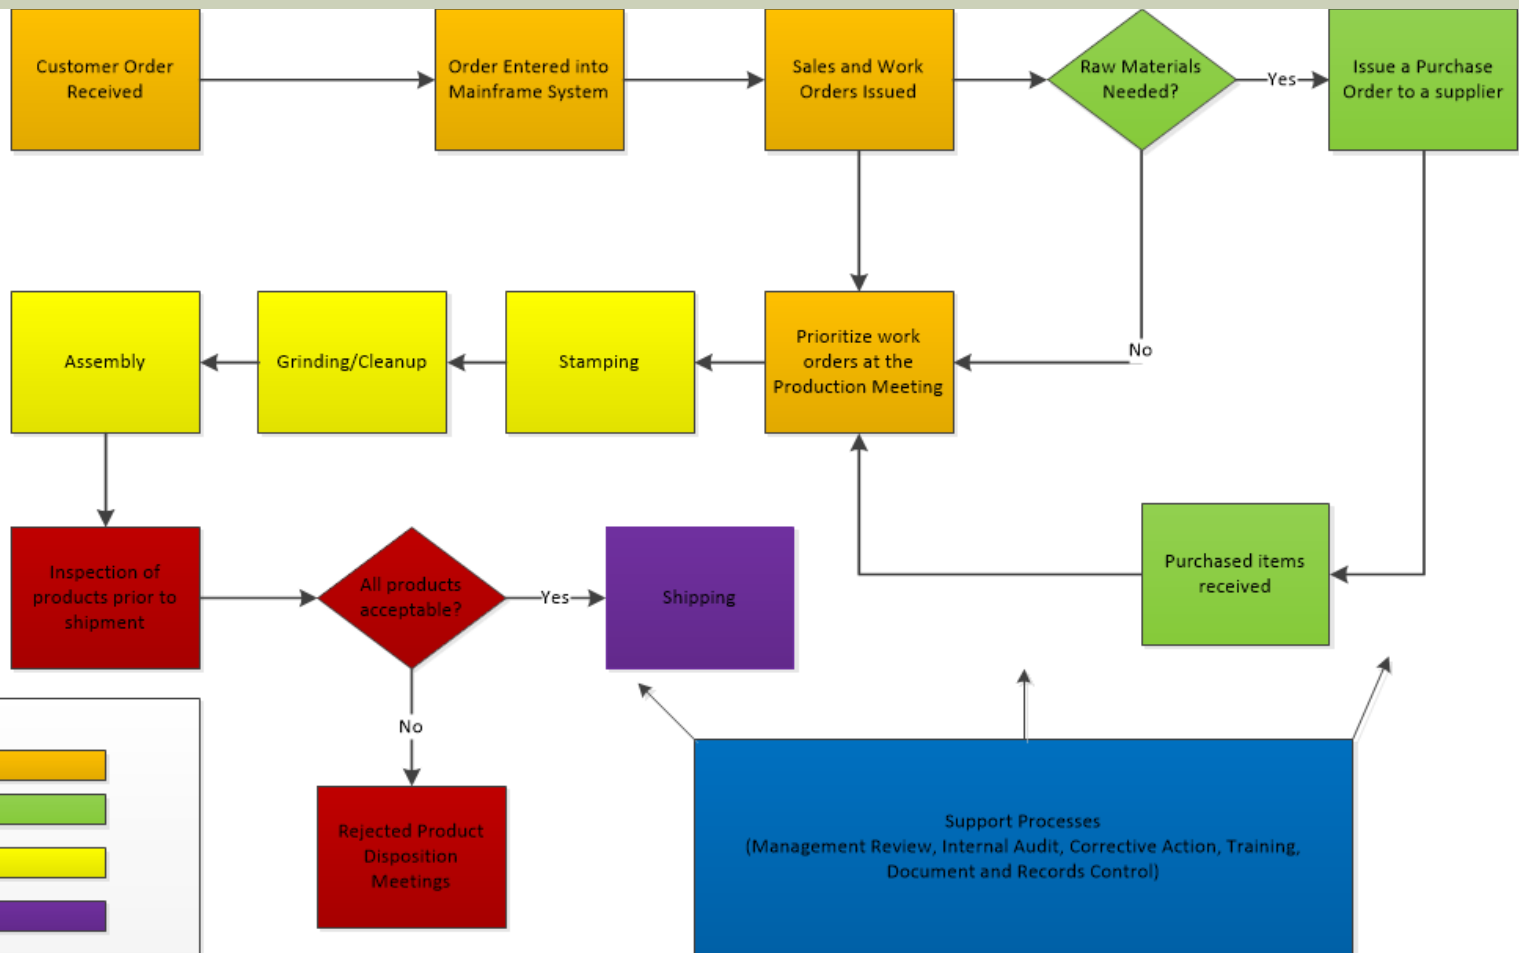 Customer Order
Received
Order Entered into
Mainframe System
Sales and Work
Orders Issued
Raw Materials
Needed?
Yes
Issue a Purchase
Order to a supplier
Assembly
Grinding/Cleanup
Stamping
Prioritize work
orders at the
Production Meeting
No
Inspection of
products prior to
shipment
All products
acceptable?
Yes
Shipping
Purchased items
received
No
Rejected Product
Disposition
Meetings
Support Processes
(Management Review, Internal Audit, Corrective Action, Training,
Document and Records Control)